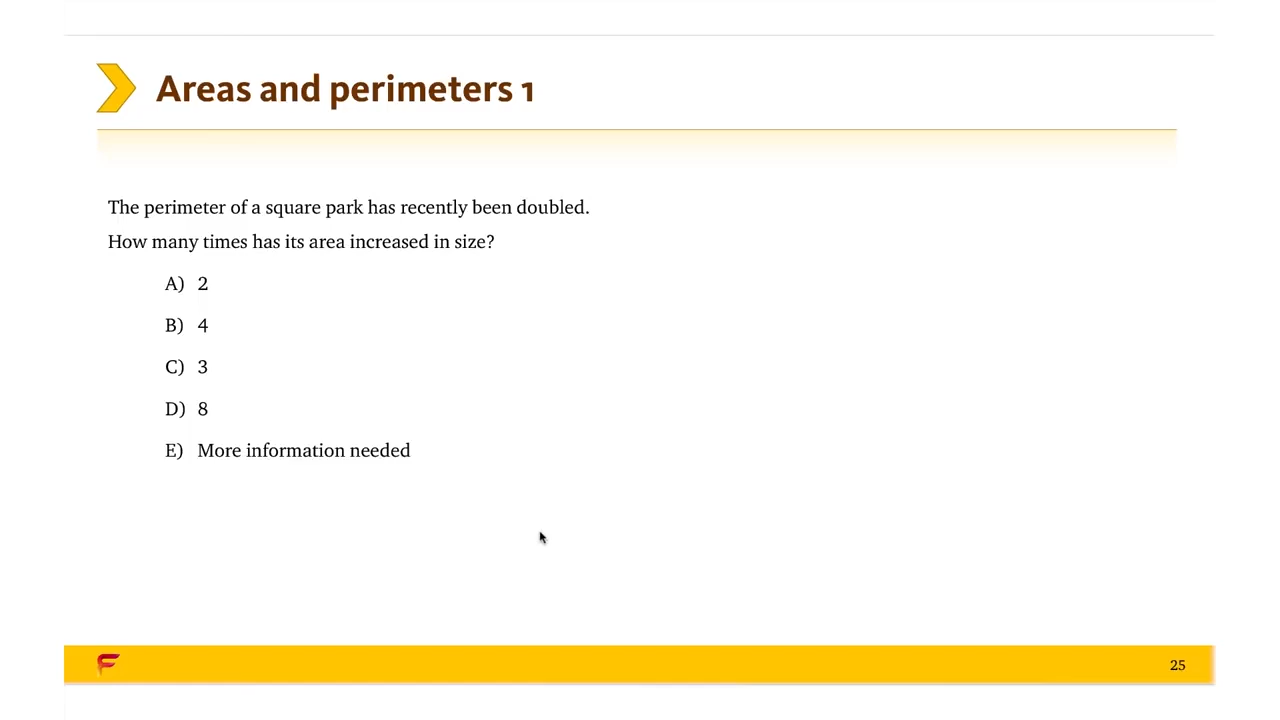 Areas and perimeters 1
The perimeter of a square park has recently been doubled.
How many times has its area increased in size?
A) 2
B) 4
C) 3
D) 8
E) More information needed
25